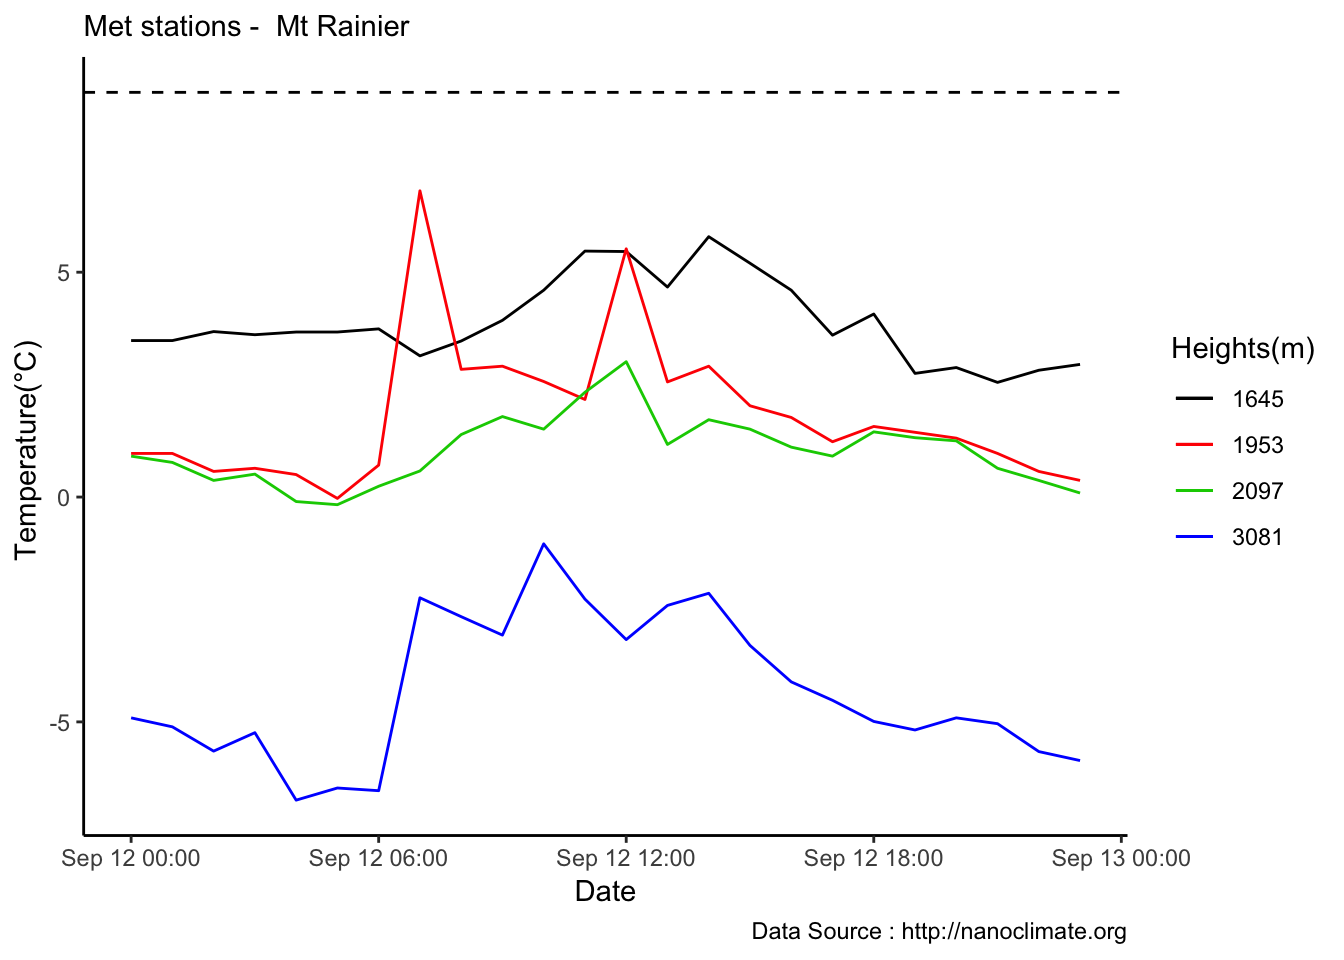 Met stations -  Mt Rainier
Temperature(°C)
5
0
-5
Sep 12 00:00
Sep 12 06:00
Sep 12 12:00
Sep 12 18:00
Sep 13 00:00
Date
Heights(m)
1645
1953
2097
3081
Data Source : http://nanoclimate.org